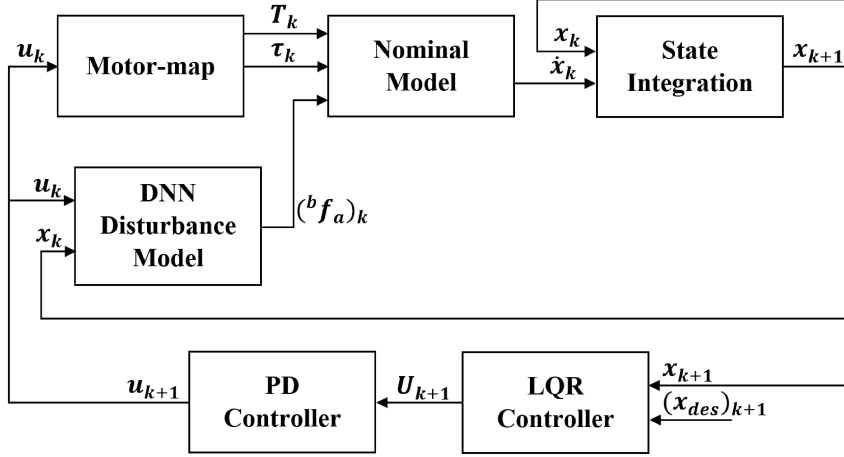 T_k
x_k
u_k
Motor-map
τ_k
Nominal
Model
ẋ_k
State
Integration
x_{k+1}
u_k
x_k
DNN
Disturbance
Model
(^b f_a)_k
u_{k+1}
PD
Controller
U_{k+1}
LQR
Controller
x_{k+1}
(x_{des})_{k+1}